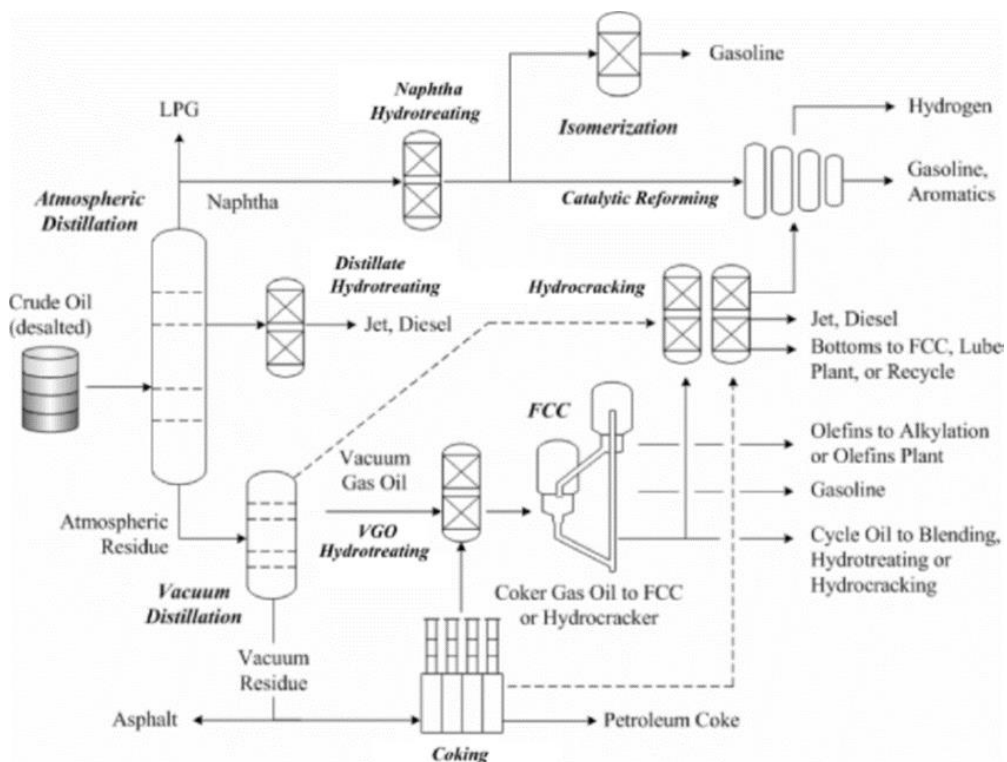 Gasoline
Naphtha
Hydrotreating
LPG
Isomerization
Hydrogen
Atmospheric
Distillation
Naphtha
Catalytic Reforming
Gasoline,
Aromatics
Distillate
Hydrotreating
Hydrocracking
Crude Oil
(desalted)
Jet, Diesel
Jet, Diesel
Bottoms to FCC, Lube
Plant, or Recycle
FCC
Olefins to Alkylation
or Olefins Plant
Vacuum
Gas Oil
Gasoline
Atmospheric
Residue
VGO
Hydrotreating
Cycle Oil to Blending,
Hydrotreating or
Hydrocracking
Vacuum
Distillation
Coker Gas Oil to FCC
or Hydrocracker
Vacuum
Residue
Asphalt
Petroleum Coke
Coking